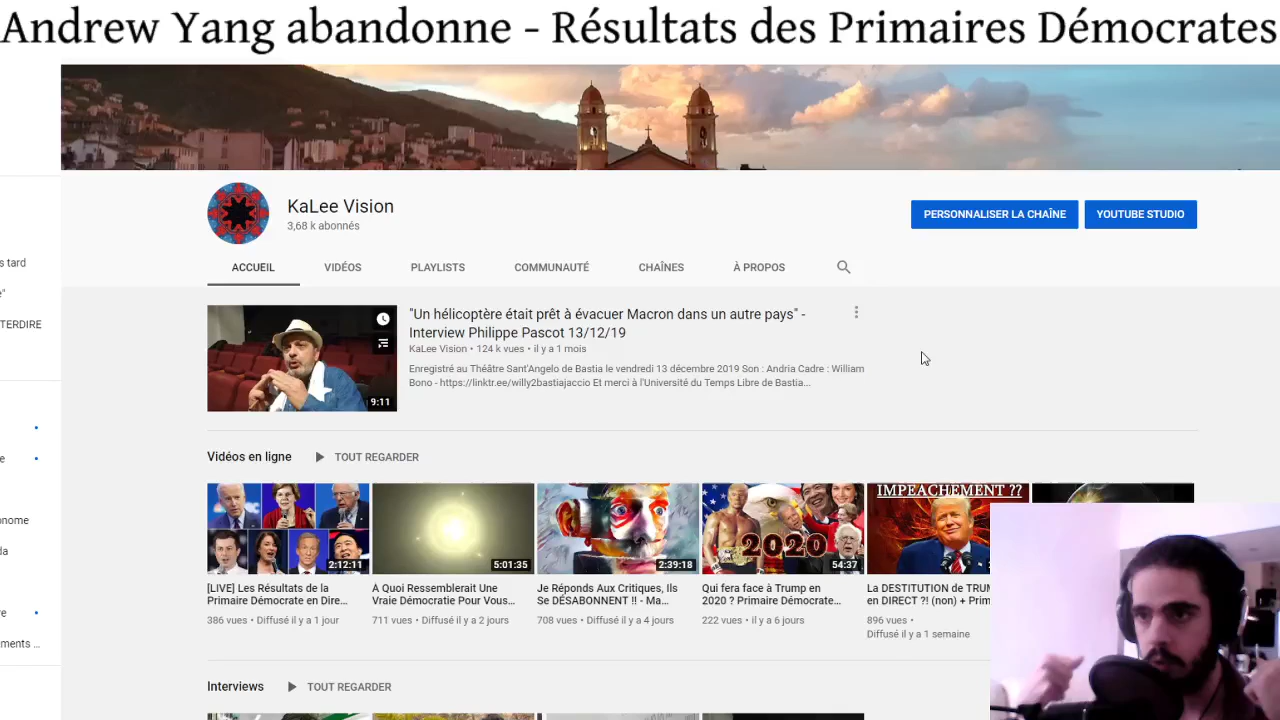 Andrew Yang abandonne - Résultats des Primaires Démocrates
KaLee Vision
3,68 k abonnés
PERSONNALISER LA CHAÎNE
YOUTUBE STUDIO
ACCUEIL
VIDÉOS
PLAYLISTS
COMMUNAUTÉ
CHAÎNES
À PROPOS
s tard
e"
TERDIRE
e
onome
da
re
ments ...
"Un hélicoptère était prêt à évacuer Macron dans un autre pays" -
Interview Philippe Pascot 13/12/19
KaLee Vision • 124 k vues • il y a 1 mois
Enregistré au Théâtre Sant'Angelo de Bastia le vendredi 13 décembre 2019 Son : Andria Cadre : William
Bono - https://linktr.ee/willy2bastiajaccio Et merci à l'Université du Temps Libre de Bastia...
9:11
Vidéos en ligne
TOUT REGARDER
2:12:11
[LIVE] Les Résultats de la
Primaire Démocrate en Dire...
386 vues • Diffusé il y a 1 jour
5:01:35
À Quoi Ressemblerait Une
Vraie Démocratie Pour Vous...
711 vues • Diffusé il y a 2 jours
2:39:18
Je Réponds Aux Critiques, Ils
Se DÉSABONNENT !! - Ma...
708 vues • Diffusé il y a 4 jours
2020
54:37
Qui fera face à Trump en
2020 ? Primaire Démocrate...
222 vues • il y a 6 jours
IMPEACHEMENT ??
La DESTITUTION de TRUM
en DIRECT ?! (non) + Prim
896 vues •
Diffusé il y a 1 semaine
Interviews
TOUT REGARDER